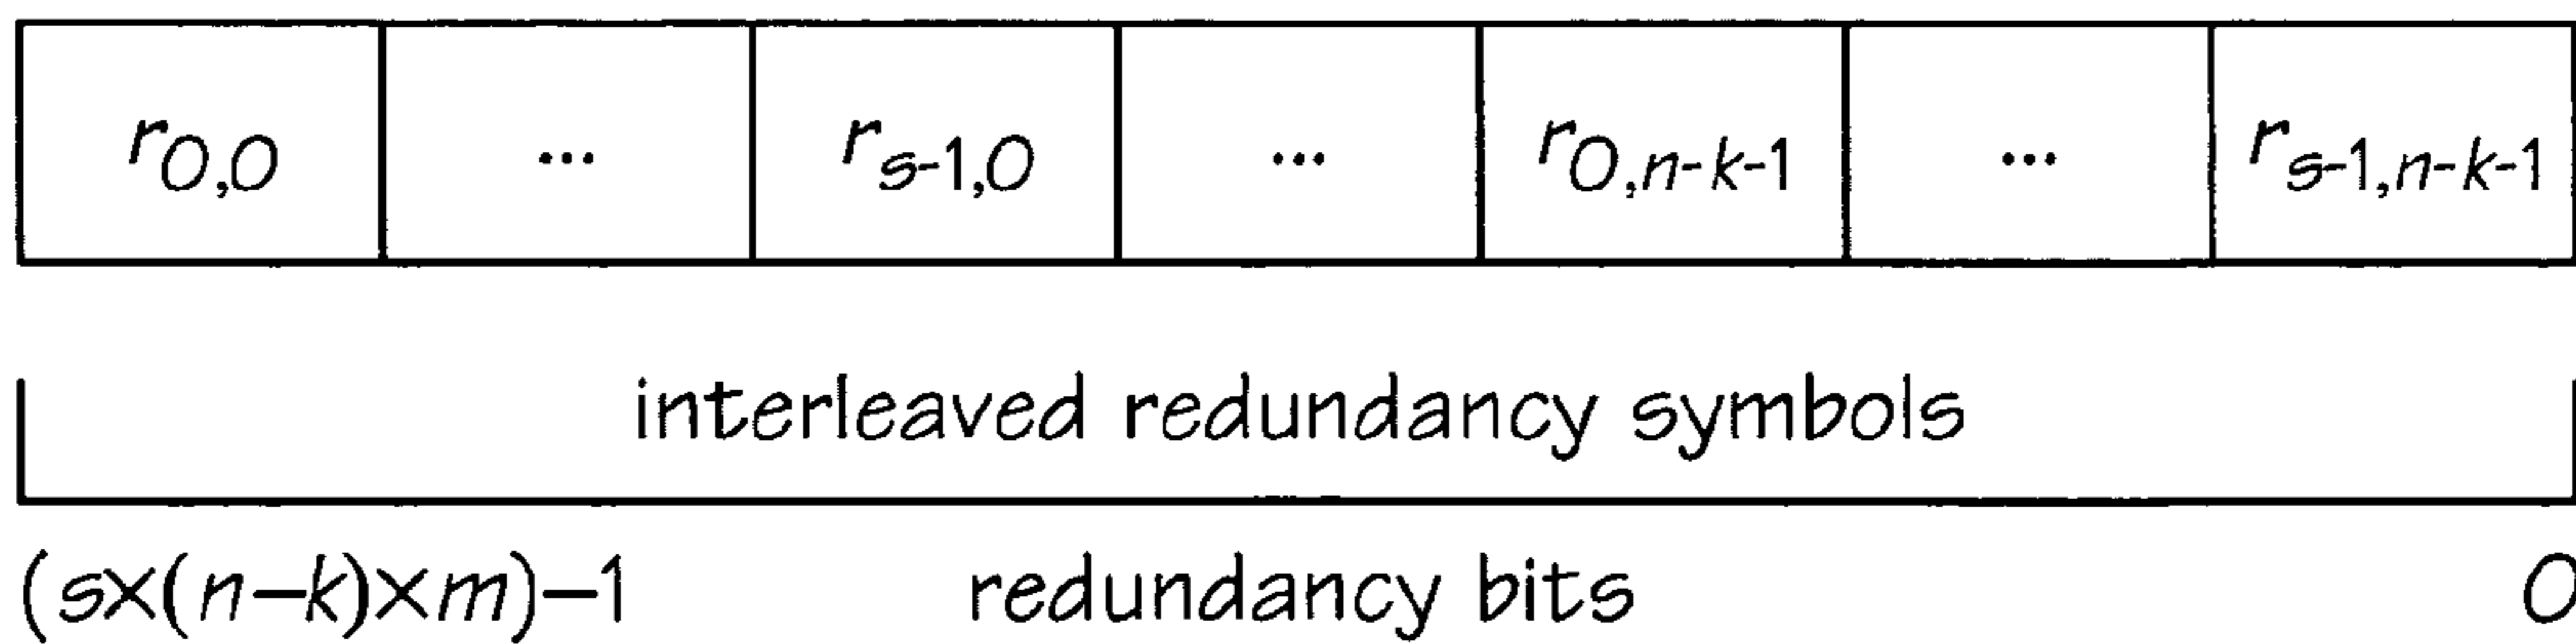 r0,0 ... rs-1,0 ... r0,n-k-1 ... rs-1,n-k-1
interleaved redundancy symbols
(s×(n−k)×m)−1 redundancy bits 0